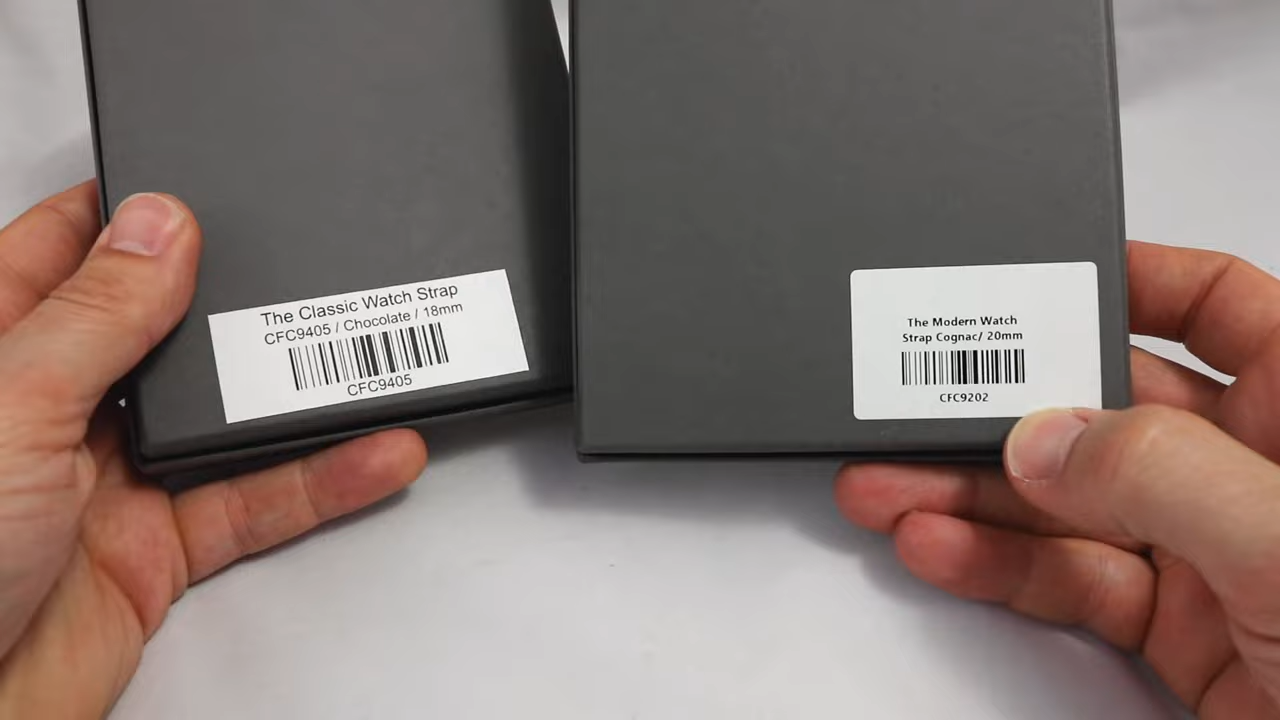 The Classic Watch Strap
CFC9405 / Chocolate / 18mm
CFC9405
The Modern Watch
Strap Cognac/ 20mm
CFC9202